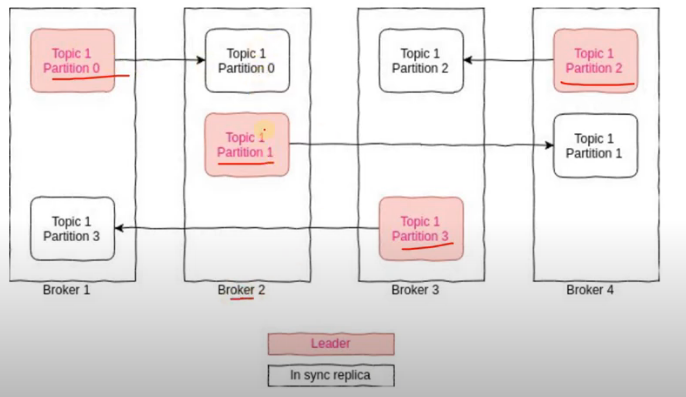 Topic 1
Partition 0
Topic 1
Partition 0
Topic 1
Partition 2
Topic 1
Partition 2
Topic 1
Partition 1
Topic 1
Partition 1
Topic 1
Partition 3
Topic 1
Partition 3
Broker 1
Broker 2
Broker 3
Broker 4
Leader
In sync replica